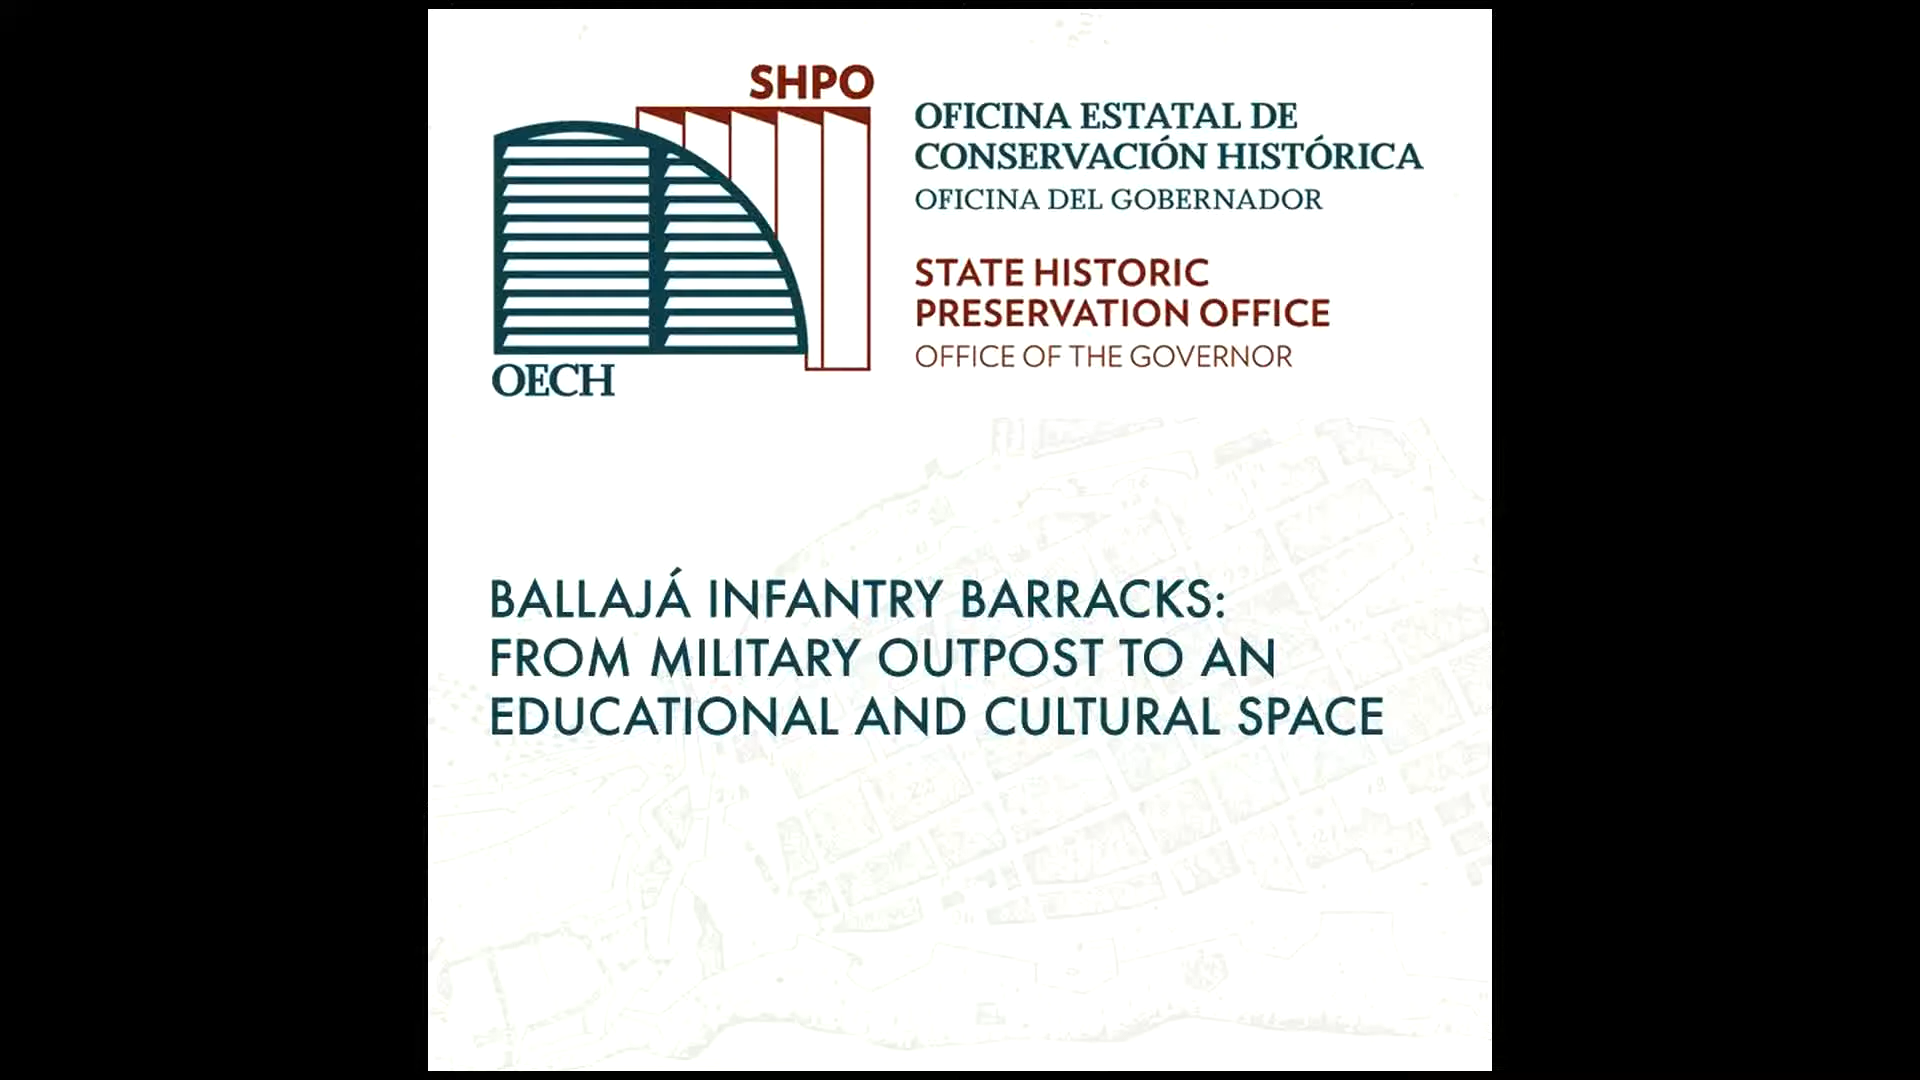 SHPO
OECH
OFICINA ESTATAL DE
CONSERVACIÓN HISTÓRICA
OFICINA DEL GOBERNADOR
STATE HISTORIC
PRESERVATION OFFICE
OFFICE OF THE GOVERNOR
BALLAJÁ INFANTRY BARRACKS:
FROM MILITARY OUTPOST TO AN
EDUCATIONAL AND CULTURAL SPACE